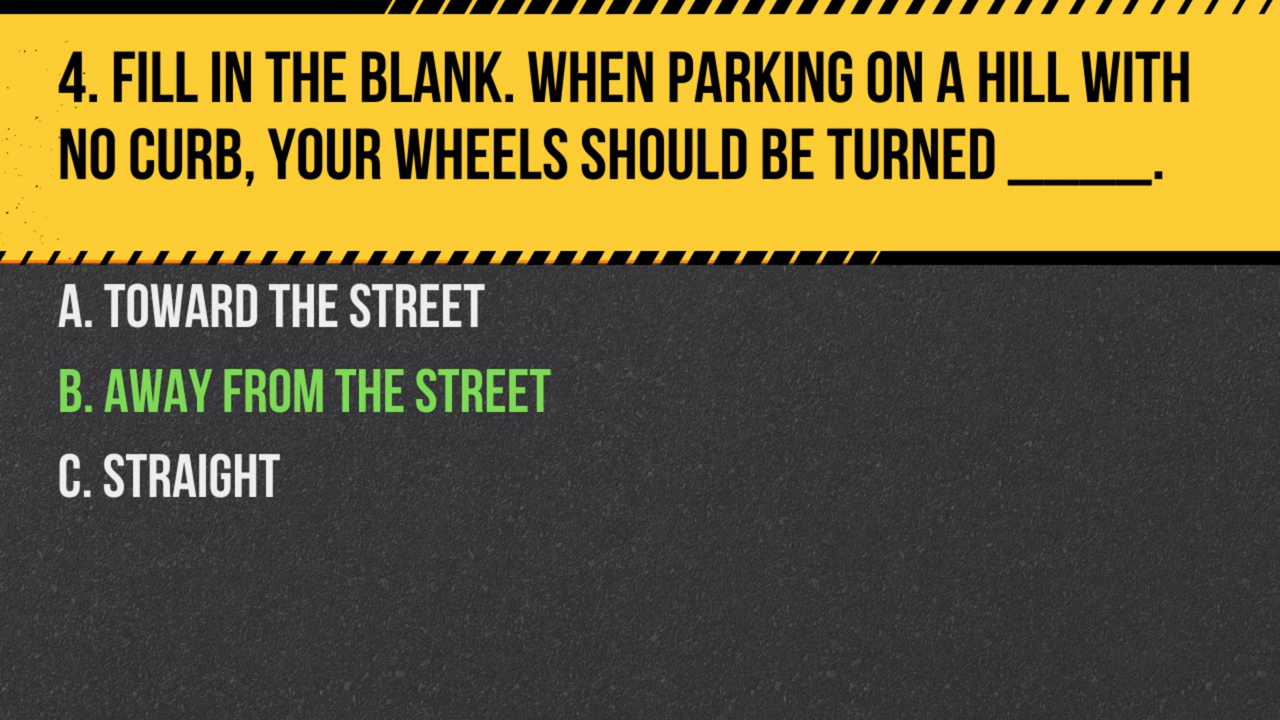 4. FILL IN THE BLANK. WHEN PARKING ON A HILL WITH
NO CURB, YOUR WHEELS SHOULD BE TURNED ____.
A. TOWARD THE STREET
B. AWAY FROM THE STREET
C. STRAIGHT